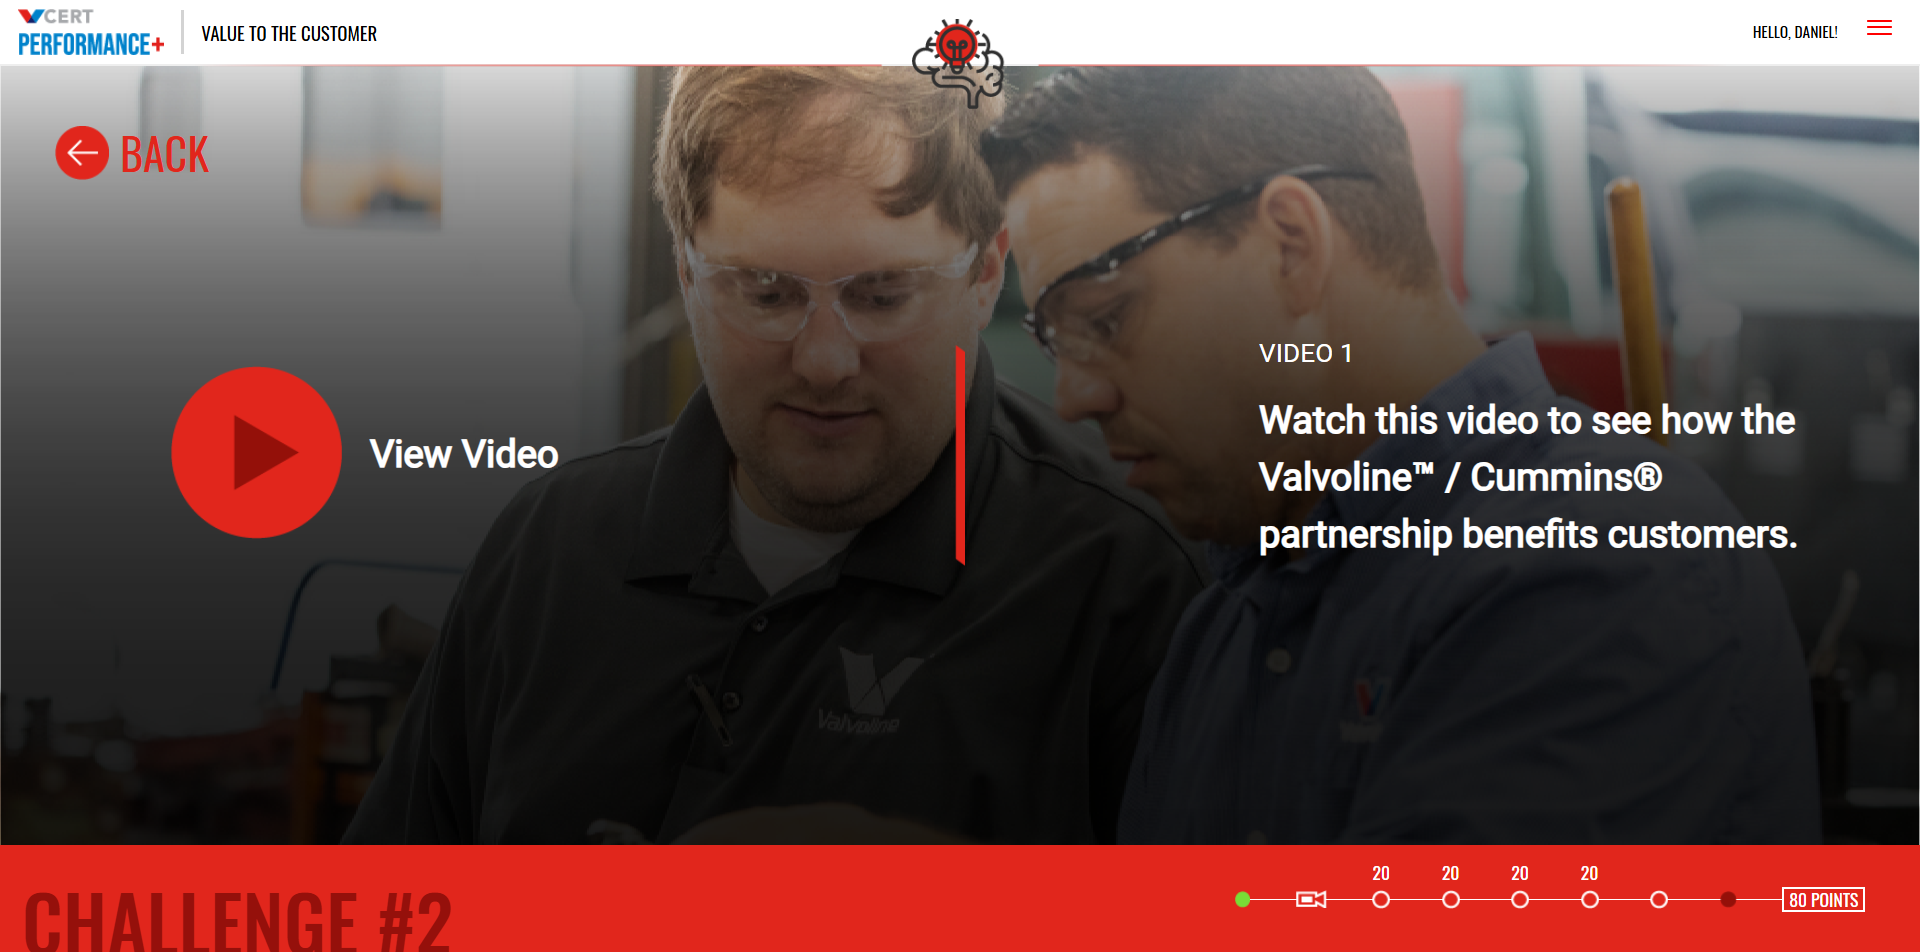 VCERT
PERFORMANCE+
VALUE TO THE CUSTOMER
HELLO, DANIEL!
BACK
View Video
VIDEO 1
Watch this video to see how the
Valvoline™ / Cummins®
partnership benefits customers.
Valvoline
CHALLENGE #2
20 20 20 20
80 POINTS